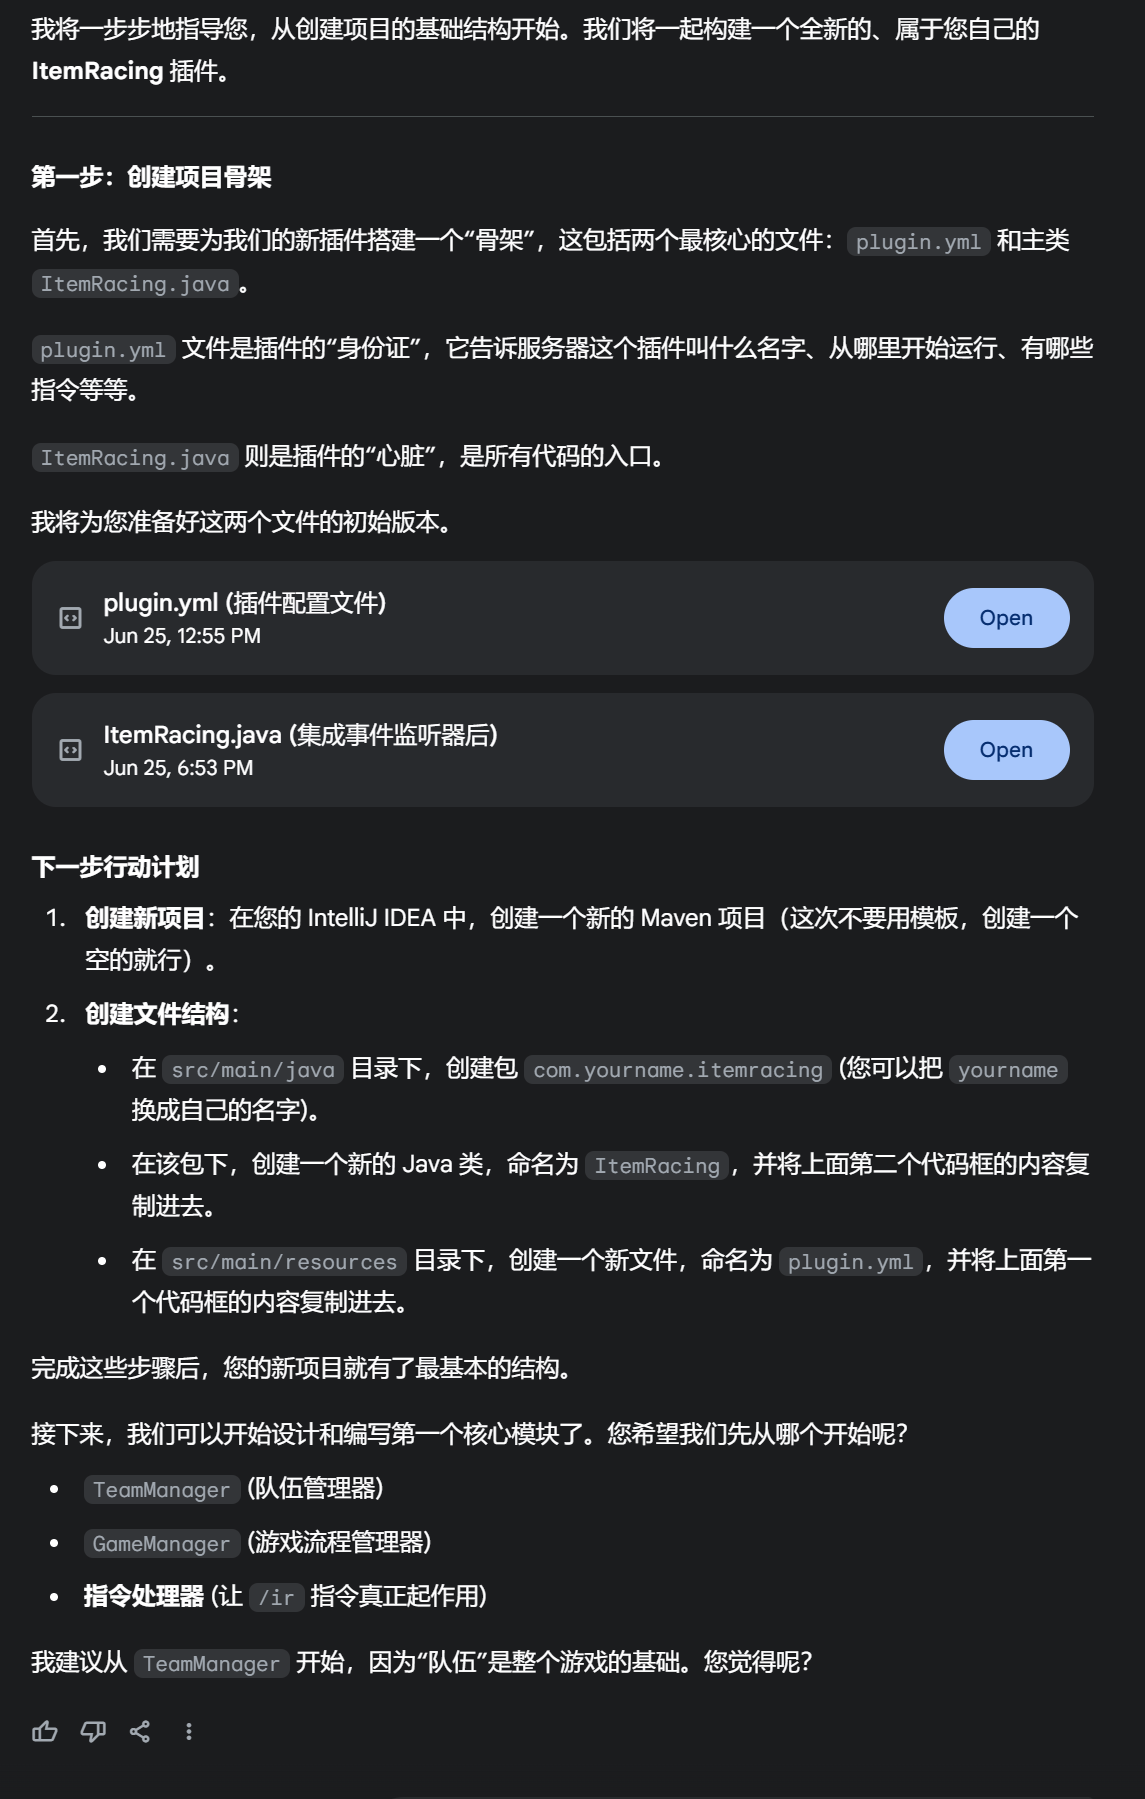 我将一步步地指导您，从创建项目的基础结构开始。我们将一起构建一个全新的、属于您自己的
ItemRacing 插件。
第一步：创建项目骨架
首先，我们需要为我们的新插件搭建一个“骨架”，这包括两个最核心的文件：plugin.yml 和主类
ItemRacing.java。
plugin.yml 文件是插件的“身份证”，它告诉服务器这个插件叫什么名字、从哪里开始运行、有哪些
指令等等。
ItemRacing.java 则是插件的“心脏”，是所有代码的入口。
我将为您准备好这两个文件的初始版本。
plugin.yml (插件配置文件)
Jun 25, 12:55 PM
Open
ItemRacing.java (集成事件监听器后)
Jun 25, 6:53 PM
Open
下一步行动计划
1. 创建新项目：在您的 IntelliJ IDEA 中，创建一个新的 Maven 项目（这次不要用模板，创建一个
空的就行）。
2. 创建文件结构：
• 在 src/main/java 目录下，创建包 com.yourname.itemracing (您可以把 yourname
换成自己的名字)。
• 在该包下，创建一个新的 Java 类，命名为 ItemRacing，并将上面第二个代码框的内容复
制进去。
• 在 src/main/resources 目录下，创建一个新文件，命名为 plugin.yml，并将上面第一
个代码框的内容复制进去。
完成这些步骤后，您的新项目就有了最基本的结构。
接下来，我们可以开始设计和编写第一个核心模块了。您希望我们先从哪个开始呢？
• TeamManager (队伍管理器)
• GameManager (游戏流程管理器)
• 指令处理器 (让 /ir 指令真正起作用)
我建议从 TeamManager 开始，因为“队伍”是整个游戏的基础。您觉得呢？